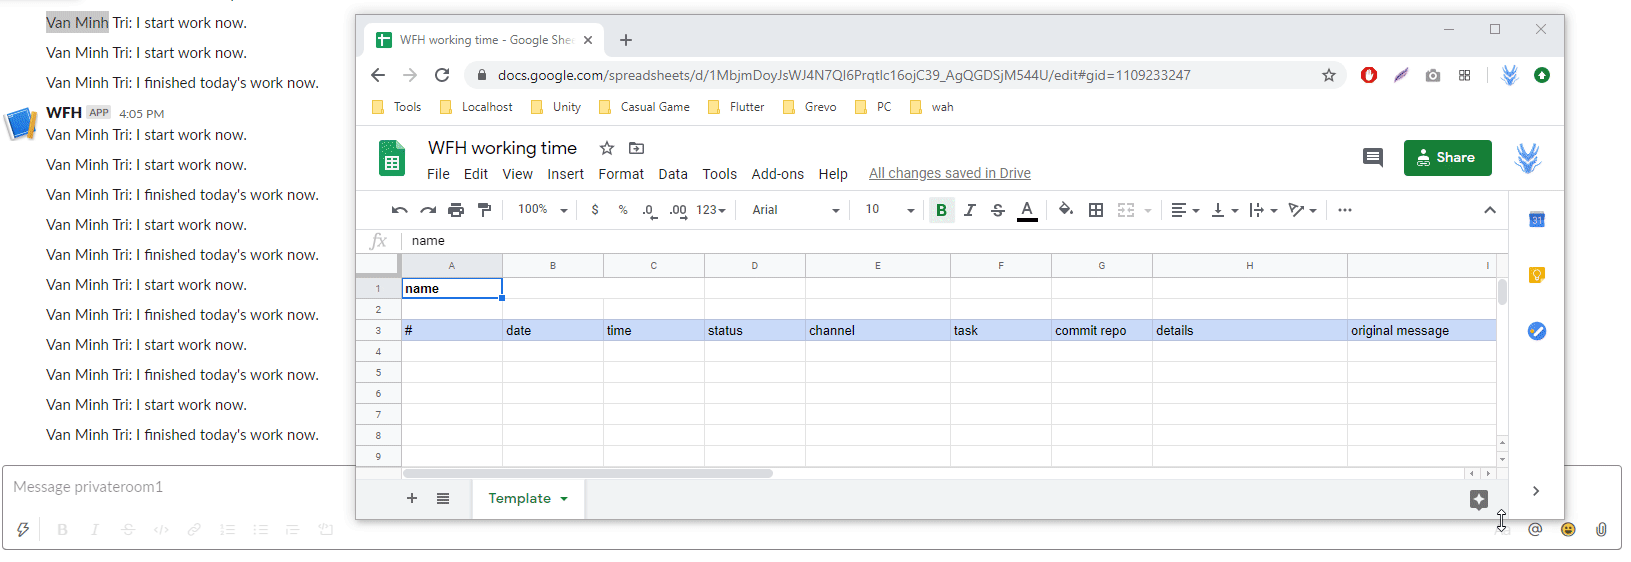 Van Minh Tri: I start work now.
Van Minh Tri: I start work now.
Van Minh Tri: I finished today's work now.
WFH APP 4:05 PM
Van Minh Tri: I start work now.
Van Minh Tri: I start work now.
Van Minh Tri: I finished today's work now.
Van Minh Tri: I start work now.
Van Minh Tri: I finished today's work now.
Van Minh Tri: I start work now.
Van Minh Tri: I finished today's work now.
Van Minh Tri: I start work now.
Van Minh Tri: I finished today's work now.
Van Minh Tri: I start work now.
Van Minh Tri: I finished today's work now.
Message privateroom1
WFH working time - Google She
docs.google.com/spreadsheets/d/1MbjmDoyJsWJ4N7QI6PrqtIc16ojC39_AgQGDSjM544U/edit#gid=1109233247
Tools Localhost Unity Casual Game Flutter Grevo PC wah
WFH working time
Share
File Edit View Insert Format Data Tools Add-ons Help All changes saved in Drive
100% $ % .0 .00 123 Arial 10 B I S A
31
fx name
A B C D E F G H I
1 name
2
3 # date time status channel task commit repo details original message
4
5
6
7
8
9
Template